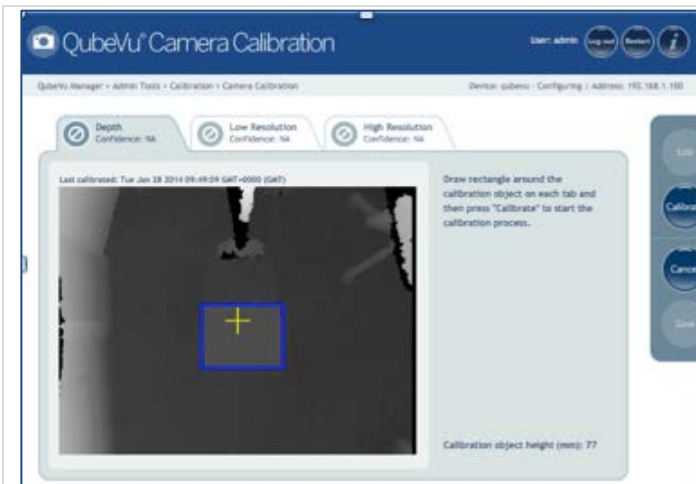 QubeVu® Camera Calibration
User: admin
Log out
Restart
i
QubeVu Manager > Admin Tools > Calibration > Camera Calibration
Device: qubevu - Configuring / Address: 192.168.1.100
Depth
Confidence: NA
Low Resolution
Confidence: NA
High Resolution
Confidence: NA
Last calibrated: Tue Jan 28 2014 09:49:09 GMT+0000 (GMT)
Draw rectangle around the
calibration object on each tab and
then press "Calibrate" to start the
calibration process.
Edit
Calibrat
Cance
Save
Calibration object height (mm): 77